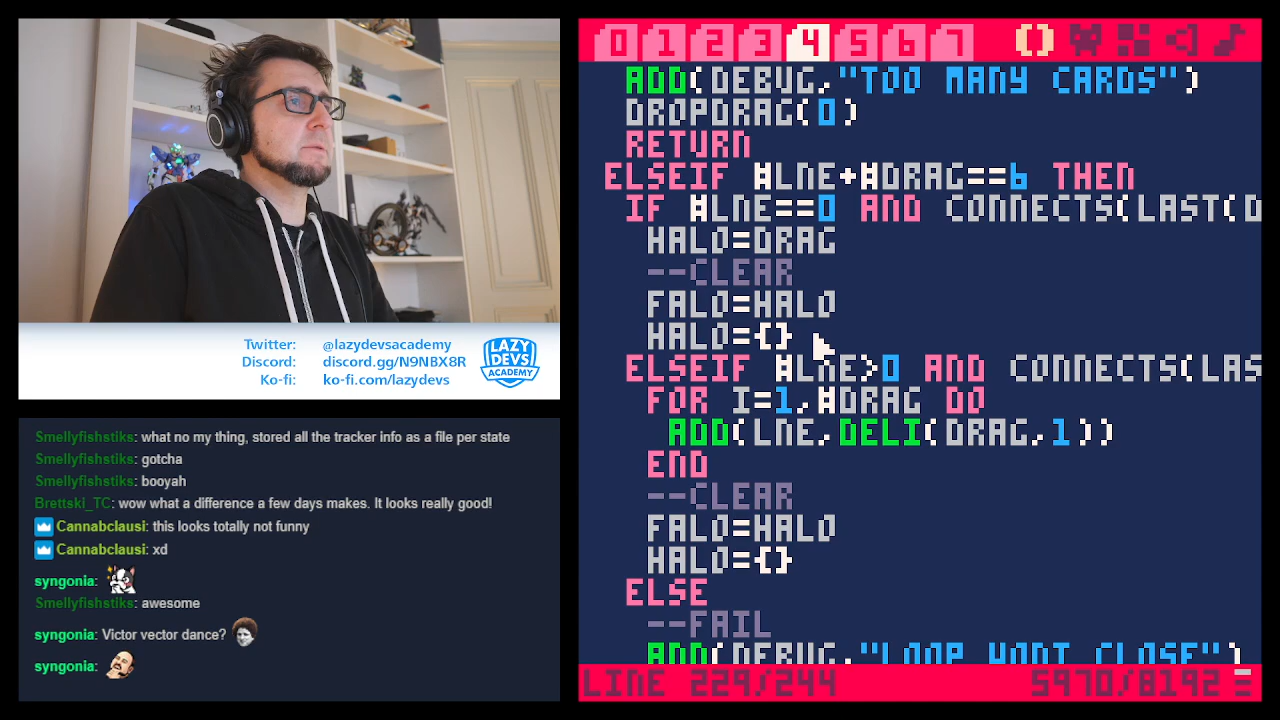 Twitter: @lazydevsacademy
Discord: discord.gg/N9NBX8R
Ko-fi: ko-fi.com/lazydevs
LAZY
DEVS
ACADEMY
Smellyfishstiks: what no my thing, stored all the tracker info as a file per state
Smellyfishstiks: gotcha
Smellyfishstiks: booyah
Brettski_TC: wow what a difference a few days makes. It looks really good!
Cannabclausi: this looks totally not funny
Cannabclausi: xd
syngonia:
Smellyfishstiks: awesome
syngonia: Victor vector dance?
syngonia:
0 1 2 3 4 5 6 7 ()
ADD(DEBUG,"TOO MANY CARDS")
DROPDRAG(0)
RETURN
ELSEIF #LNE+#DRAG==6 THEN
IF #LNE==0 AND CONNECTS(LAST(D
HALO=DRAG
--CLEAR
FALO=HALO
HALO={}
ELSEIF #LNE>0 AND CONNECTS(LAS
FOR I=1,#DRAG DO
ADD(LNE,DELI(DRAG,1))
END
--CLEAR
FALO=HALO
HALO={}
ELSE
--FAIL
ADD(DEBUG,"LOOP WONT CLOSE")
LINE 229/244 5970/8192